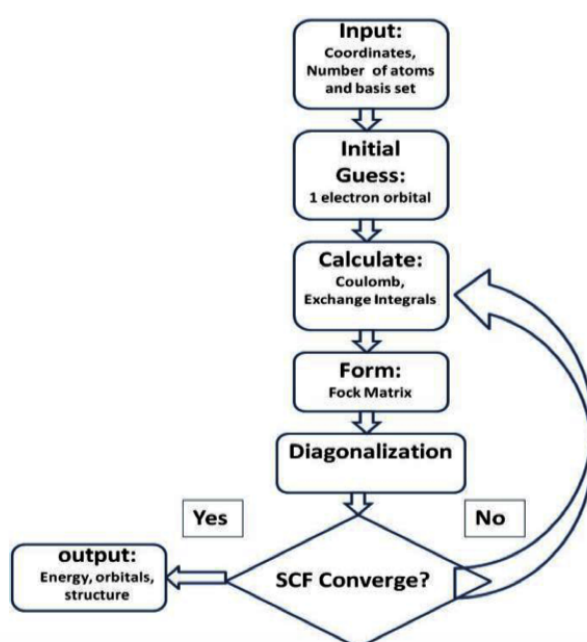 Input:
Coordinates,
Number of atoms
and basis set
Initial
Guess:
1 electron orbital
Calculate:
Coulomb,
Exchange Integrals
Form:
Fock Matrix
Diagonalization
Yes
No
output:
Energy, orbitals,
structure
SCF Converge?